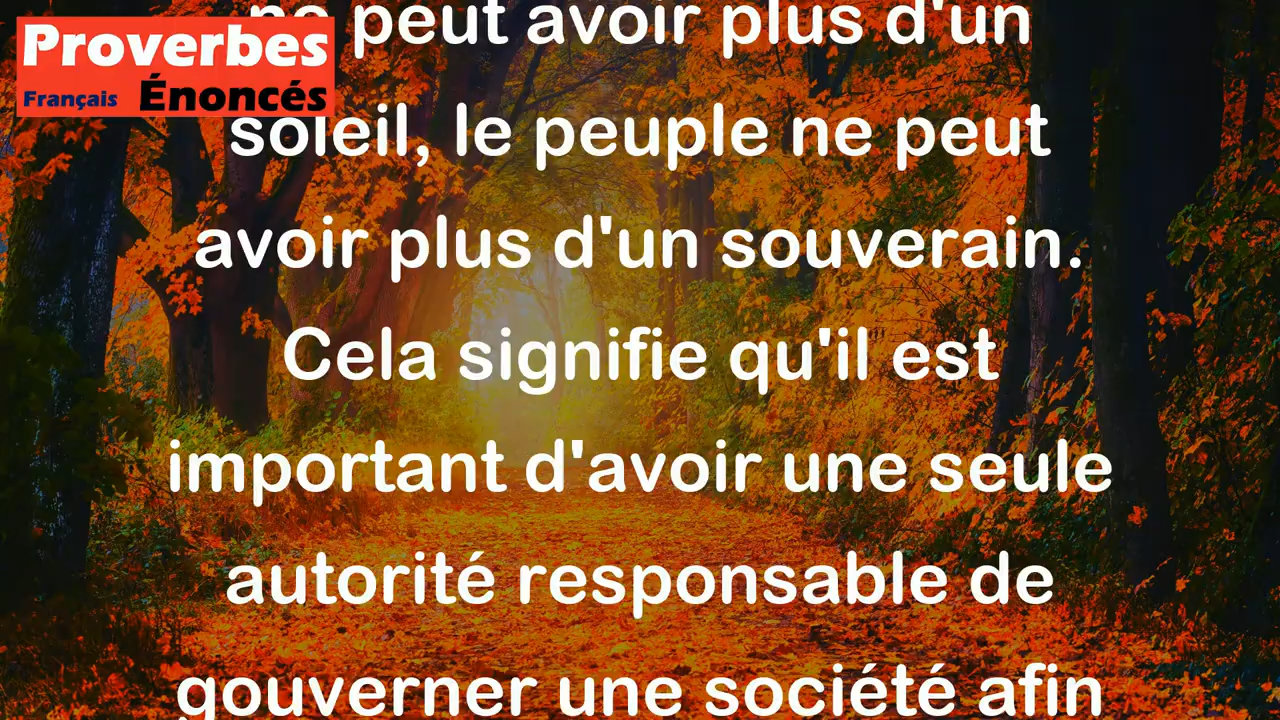 Proverbes
Français Énoncés
ne peut avoir plus d'un
soleil, le peuple ne peut
avoir plus d'un souverain.
Cela signifie qu'il est
important d'avoir une seule
autorité responsable de
gouverner une société afin